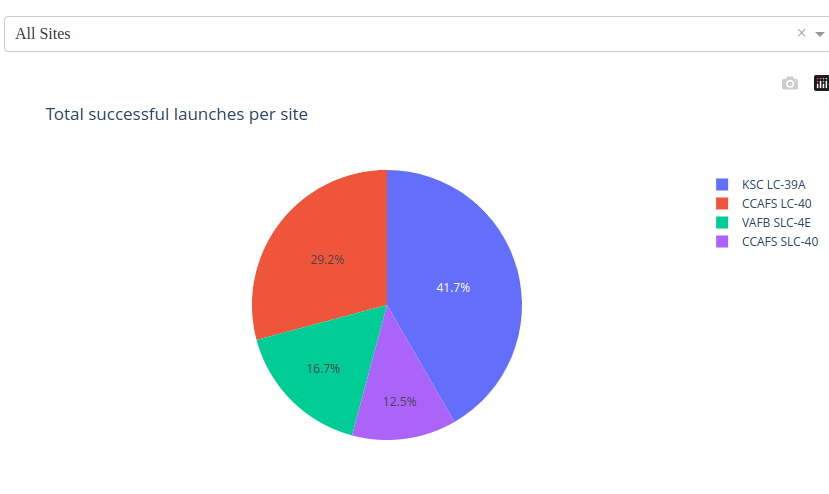 All Sites
Total successful launches per site
KSC LC-39A
CCAFS LC-40
VAFB SLC-4E
CCAFS SLC-40
29.2%
41.7%
16.7%
12.5%